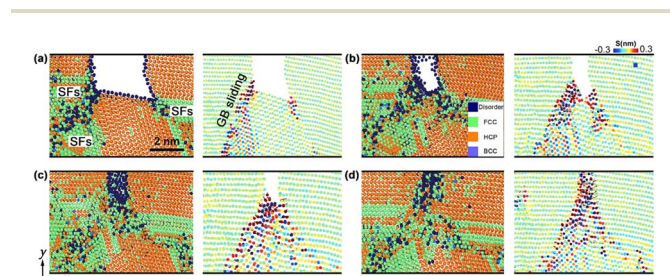 (a)
SFs
SFs
SFs
2 nm
GB sliding
(b)
Disorder
FCC
HCP
BCC
S(nm)
-0.3
0.3
(c)
y
(d)